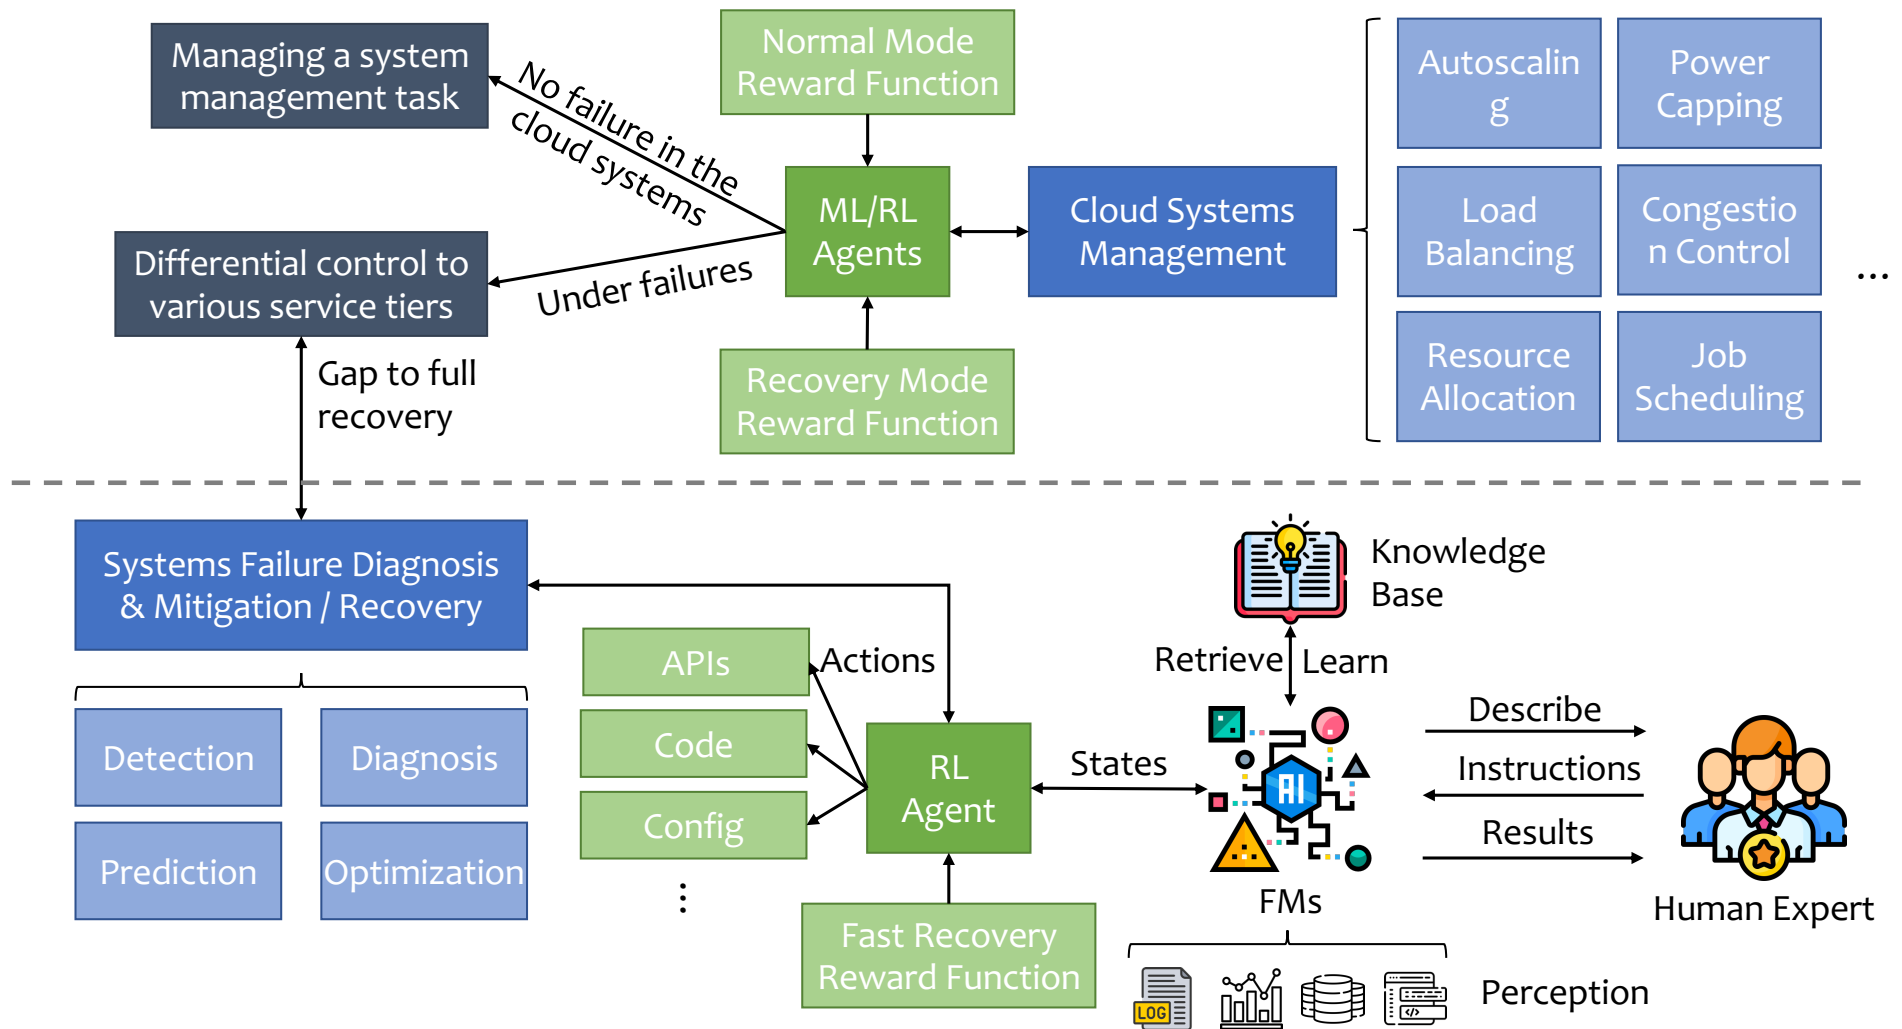 Managing a system
management task
No failure in the
cloud systems
Normal Mode
Reward Function
Autoscalin
g
Power
Capping
Differential control to
various service tiers
Under failures
ML/RL
Agents
Cloud Systems
Management
Load
Balancing
Congestio
n Control
...
Gap to full
recovery
Recovery Mode
Reward Function
Resource
Allocation
Job
Scheduling
Systems Failure Diagnosis
& Mitigation / Recovery
Knowledge
Base
Retrieve
Learn
APIs
Actions
Code
Config
...
Detection
Diagnosis
Prediction
Optimization
RL
Agent
States
AI
Describe
Instructions
Results
FMs
Human Expert
Fast Recovery
Reward Function
LOG
</>
Perception